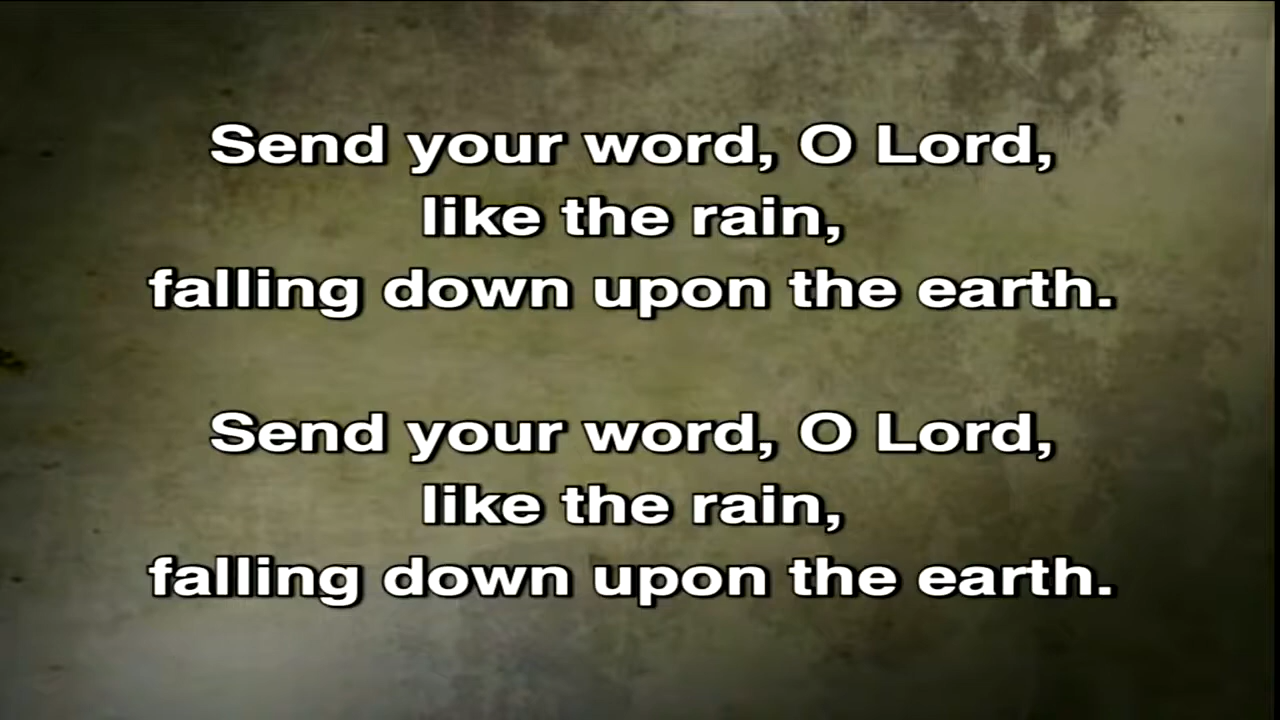 Send your word, O Lord,
like the rain,
falling down upon the earth.
Send your word, O Lord,
like the rain,
falling down upon the earth.